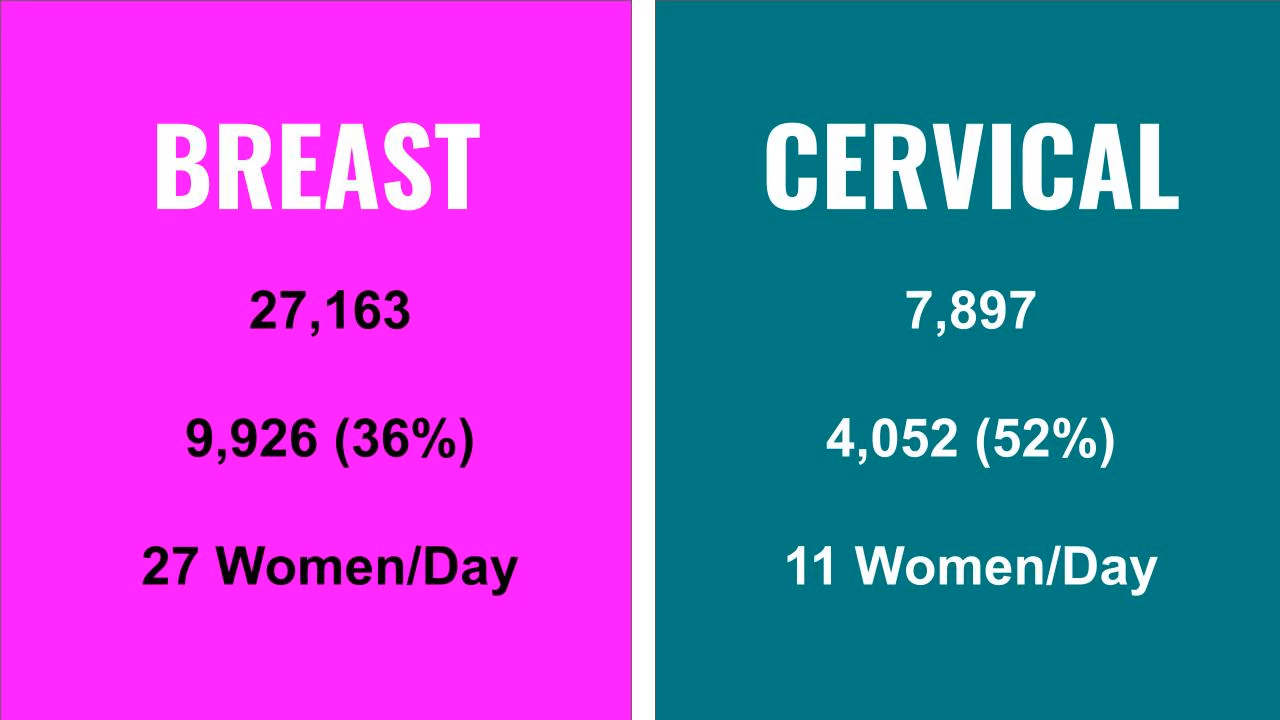 BREAST
27,163
9,926 (36%)
27 Women/Day
CERVICAL
7,897
4,052 (52%)
11 Women/Day